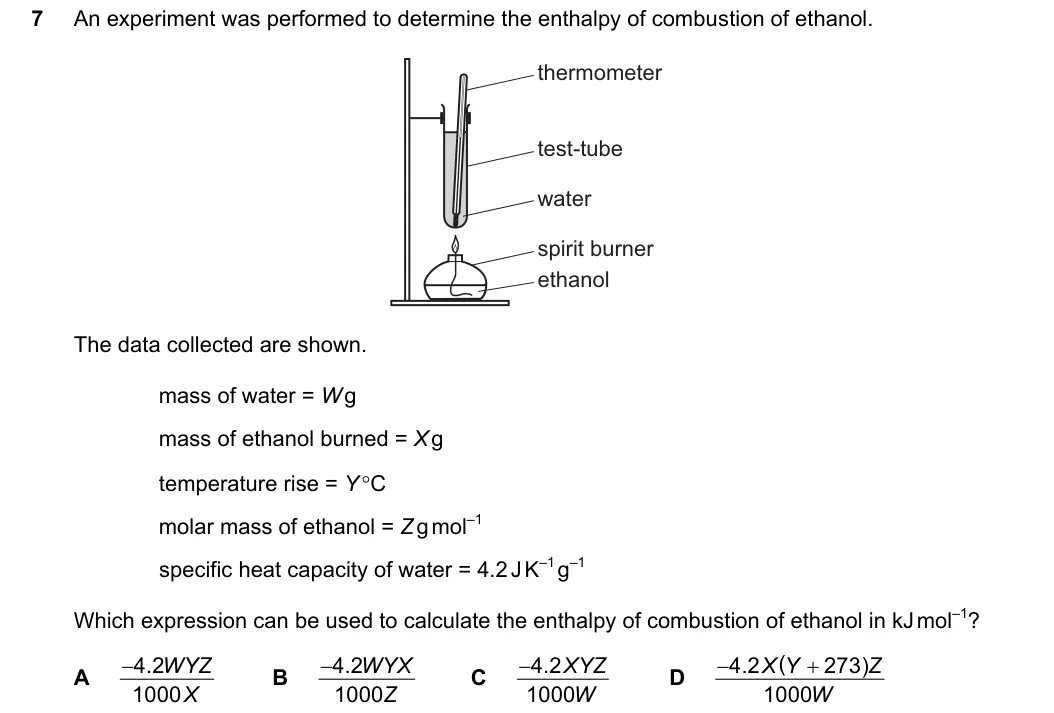 7 An experiment was performed to determine the enthalpy of combustion of ethanol.
thermometer
test-tube
water
spirit burner
ethanol
The data collected are shown.
mass of water = Wg
mass of ethanol burned = Xg
temperature rise = Y°C
molar mass of ethanol = Zg mol⁻¹
specific heat capacity of water = 4.2 J K⁻¹ g⁻¹
Which expression can be used to calculate the enthalpy of combustion of ethanol in kJ mol⁻¹?
A –4.2WYZ / 1000X B –4.2WYX / 1000Z C –4.2XYZ / 1000W D –4.2X(Y + 273)Z / 1000W